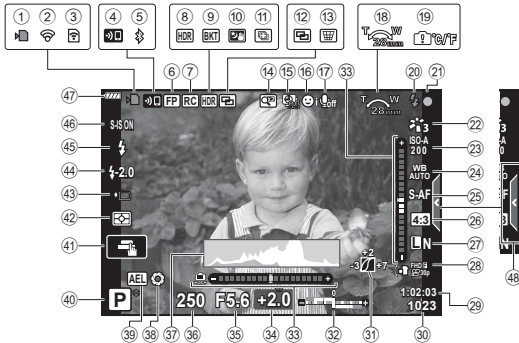 1 2 3 4 5 8 9 10 11 12 13 18 19
HDR BKT T W 28mm °C/°F
6 7 14 15 16 17 33 20 21
47 FP RC HDR i off T W 28mm
46 S-IS ON 3 22
ISO-A 200 23
45
44 -2.0 WB AUTO 24
43 S-AF 25
42 4:3 26
41 L N 27
+2 -3 +7 FHD F 30p 28
AEL 1:02:03 29
40 P 250 F5.6 +2.0 0 1023
39 38 37 36 35 34 33 32 31 30 48